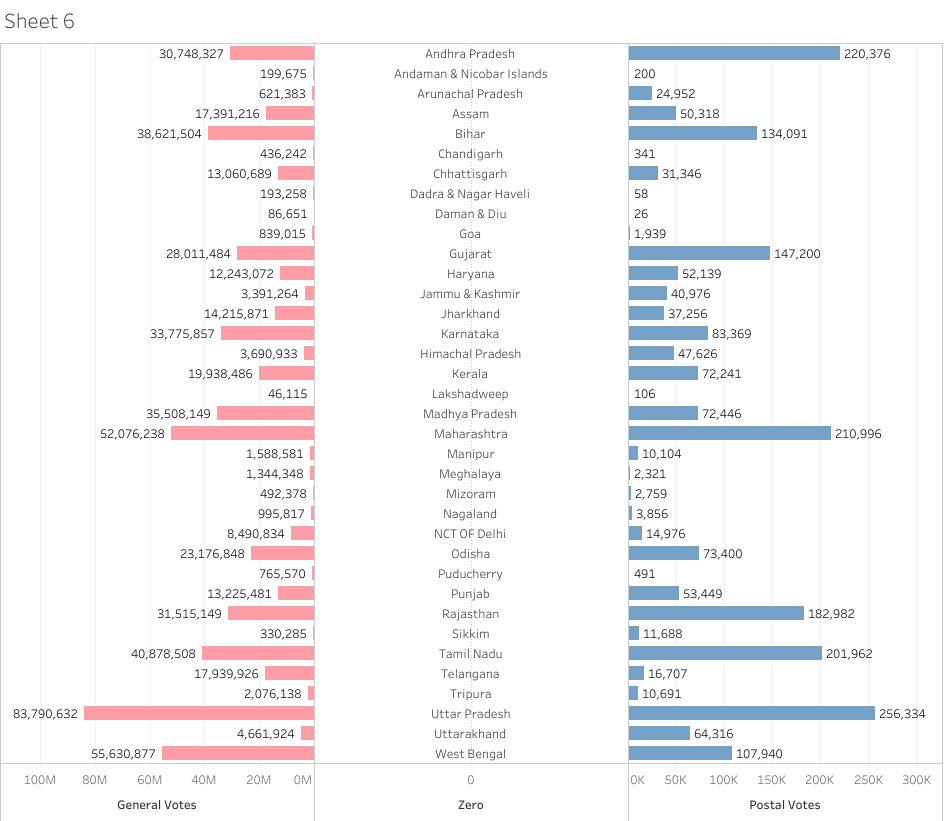 Sheet 6
30,748,327 Andhra Pradesh 220,376
199,675 Andaman & Nicobar Islands 200
621,383 Arunachal Pradesh 24,952
17,391,216 Assam 50,318
38,621,504 Bihar 134,091
436,242 Chandigarh 341
13,060,689 Chhattisgarh 31,346
193,258 Dadra & Nagar Haveli 58
86,651 Daman & Diu 26
839,015 Goa 1,939
28,011,484 Gujarat 147,200
12,243,072 Haryana 52,139
3,391,264 Jammu & Kashmir 40,976
14,215,871 Jharkhand 37,256
33,775,857 Karnataka 83,369
3,690,933 Himachal Pradesh 47,626
19,938,486 Kerala 72,241
46,115 Lakshadweep 106
35,508,149 Madhya Pradesh 72,446
52,076,238 Maharashtra 210,996
1,588,581 Manipur 10,104
1,344,348 Meghalaya 2,321
492,378 Mizoram 2,759
995,817 Nagaland 3,856
8,490,834 NCT OF Delhi 14,976
23,176,848 Odisha 73,400
765,570 Puducherry 491
13,225,481 Punjab 53,449
31,515,149 Rajasthan 182,982
330,285 Sikkim 11,688
40,878,508 Tamil Nadu 201,962
17,939,926 Telangana 16,707
2,076,138 Tripura 10,691
83,790,632 Uttar Pradesh 256,334
4,661,924 Uttarakhand 64,316
55,630,877 West Bengal 107,940
100M 80M 60M 40M 20M 0M 0 0K 50K 100K 150K 200K 250K 300K
General Votes Zero Postal Votes